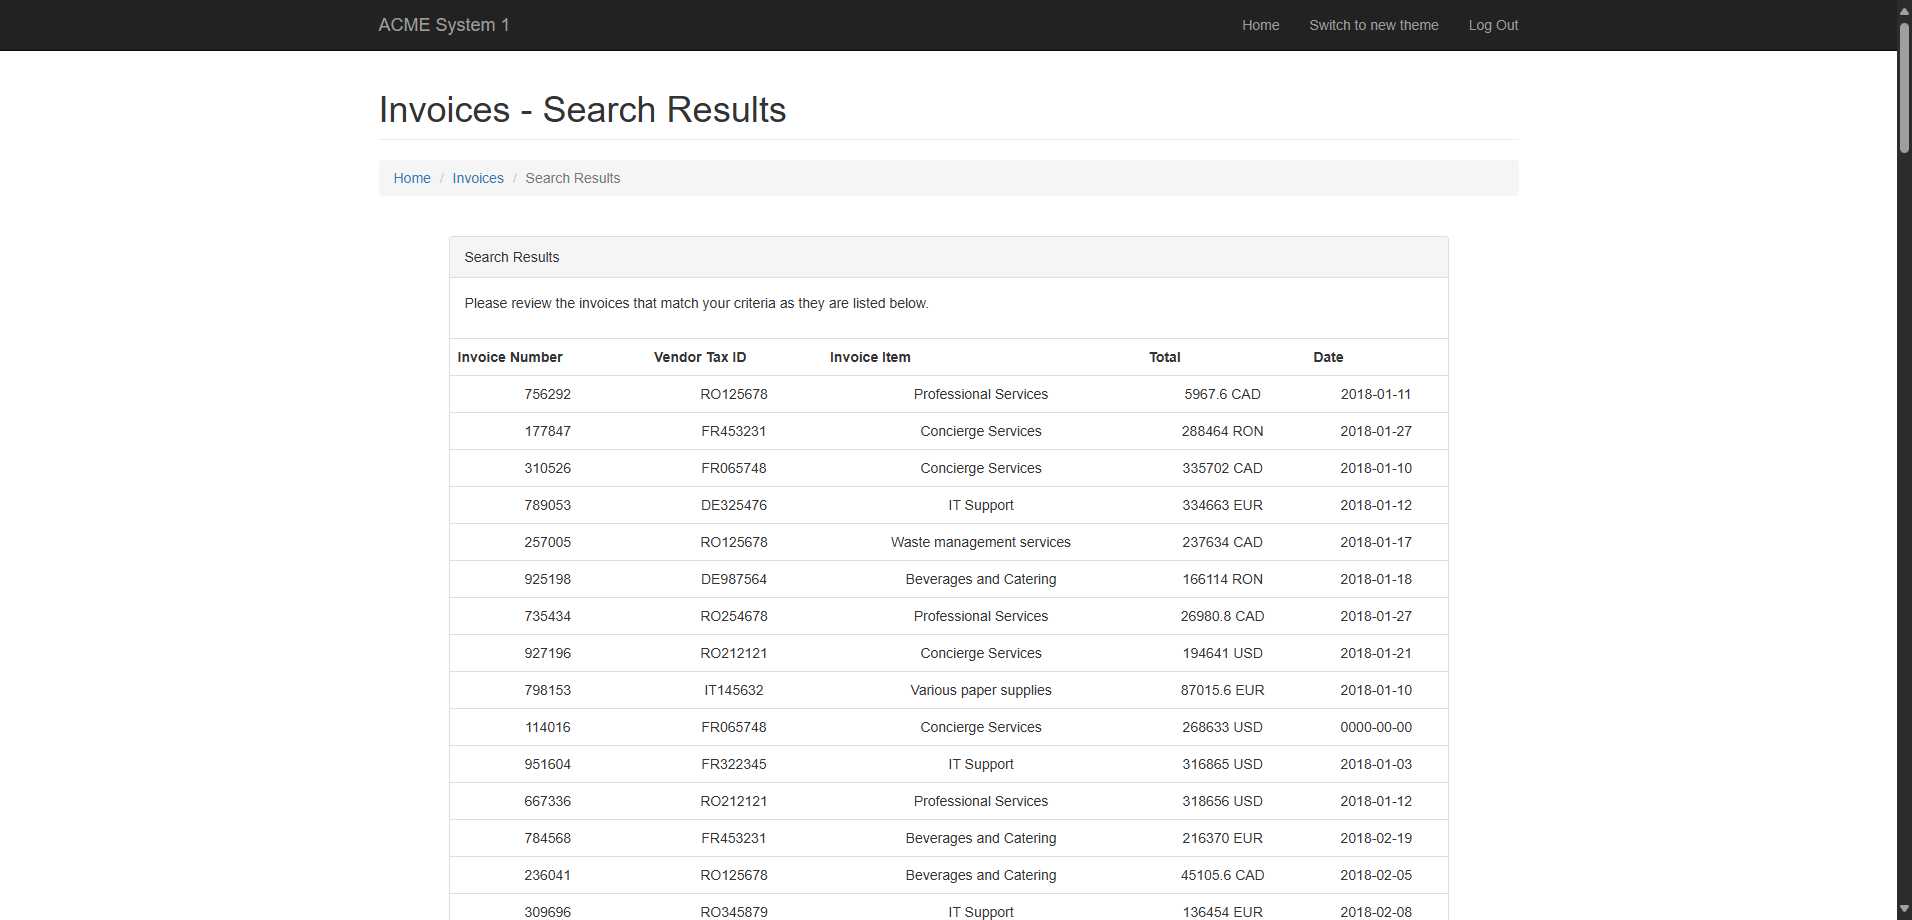 ACME System 1 Home Switch to new theme Log Out
Invoices - Search Results
Home / Invoices / Search Results
Search Results
Please review the invoices that match your criteria as they are listed below.
Invoice Number Vendor Tax ID Invoice Item Total Date
756292 RO125678 Professional Services 5967.6 CAD 2018-01-11
177847 FR453231 Concierge Services 288464 RON 2018-01-27
310526 FR065748 Concierge Services 335702 CAD 2018-01-10
789053 DE325476 IT Support 334663 EUR 2018-01-12
257005 RO125678 Waste management services 237634 CAD 2018-01-17
925198 DE987564 Beverages and Catering 166114 RON 2018-01-18
735434 RO254678 Professional Services 26980.8 CAD 2018-01-27
927196 RO212121 Concierge Services 194641 USD 2018-01-21
798153 IT145632 Various paper supplies 87015.6 EUR 2018-01-10
114016 FR065748 Concierge Services 268633 USD 0000-00-00
951604 FR322345 IT Support 316865 USD 2018-01-03
667336 RO212121 Professional Services 318656 USD 2018-01-12
784568 FR453231 Beverages and Catering 216370 EUR 2018-02-19
236041 RO125678 Beverages and Catering 45105.6 CAD 2018-02-05
309696 RO345879 IT Support 136454 EUR 2018-02-08